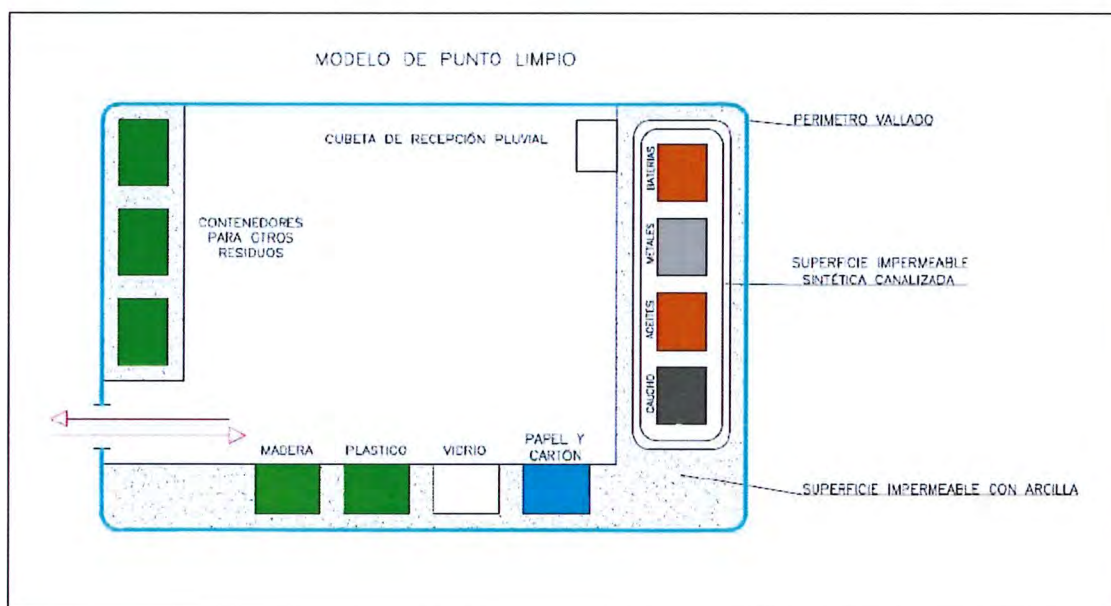 MODELO DE PUNTO LIMPIO
PERIMETRO VALLADO
CUBETA DE RECEPCIÓN PLUVIAL
BATERIAS
METALES
ACEITES
CAUCHO
CONTENEDORES
PARA OTROS
RESIDUOS
SUPERFICIE IMPERMEABLE
SINTÉTICA CANALIZADA
MADERA
PLASTICO
VIDRIO
PAPEL Y
CARTON
SUPERFICIE IMPERMEABLE CON ARCILLA